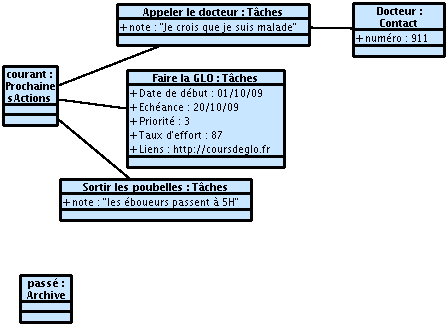 Appeler le docteur : Tâches
+ note : "Je crois que je suis malade"
Docteur :
Contact
+ numéro : 911
courant :
Prochaine
sActions
Faire la GLO : Tâches
+ Date de début : 01/10/09
+ Echéance : 20/10/09
+ Priorité : 3
+ Taux d'effort : 87
+ Liens : http://coursdeglo.fr
Sortir les poubelles : Tâches
+ note : "les éboueurs passent à 5H"
passé :
Archive